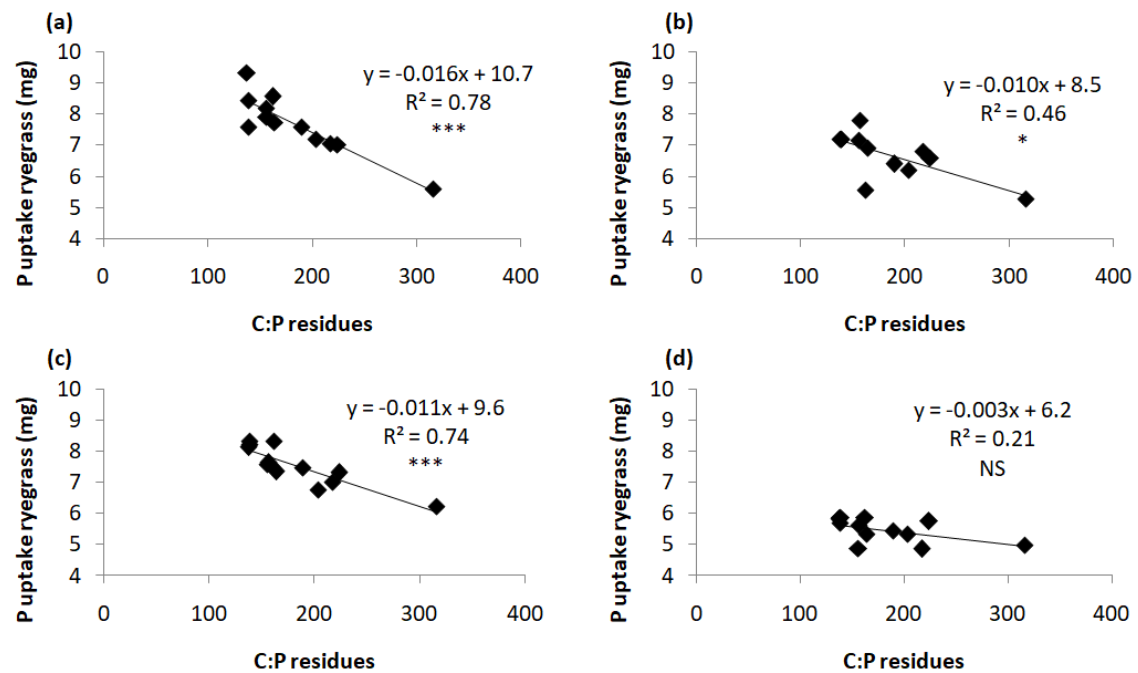 (a)
P uptake ryegrass (mg)
10
9
8
7
6
5
4
0 100 200 300 400
C:P residues
y = -0.016x + 10.7
R² = 0.78
***
(b)
P uptake ryegrass (mg)
10
9
8
7
6
5
4
0 100 200 300 400
C:P residues
y = -0.010x + 8.5
R² = 0.46
*
(c)
P uptake ryegrass (mg)
10
9
8
7
6
5
4
0 100 200 300 400
C:P residues
y = -0.011x + 9.6
R² = 0.74
***
(d)
P uptake ryegrass (mg)
10
9
8
7
6
5
4
0 100 200 300 400
C:P residues
y = -0.003x + 6.2
R² = 0.21
NS